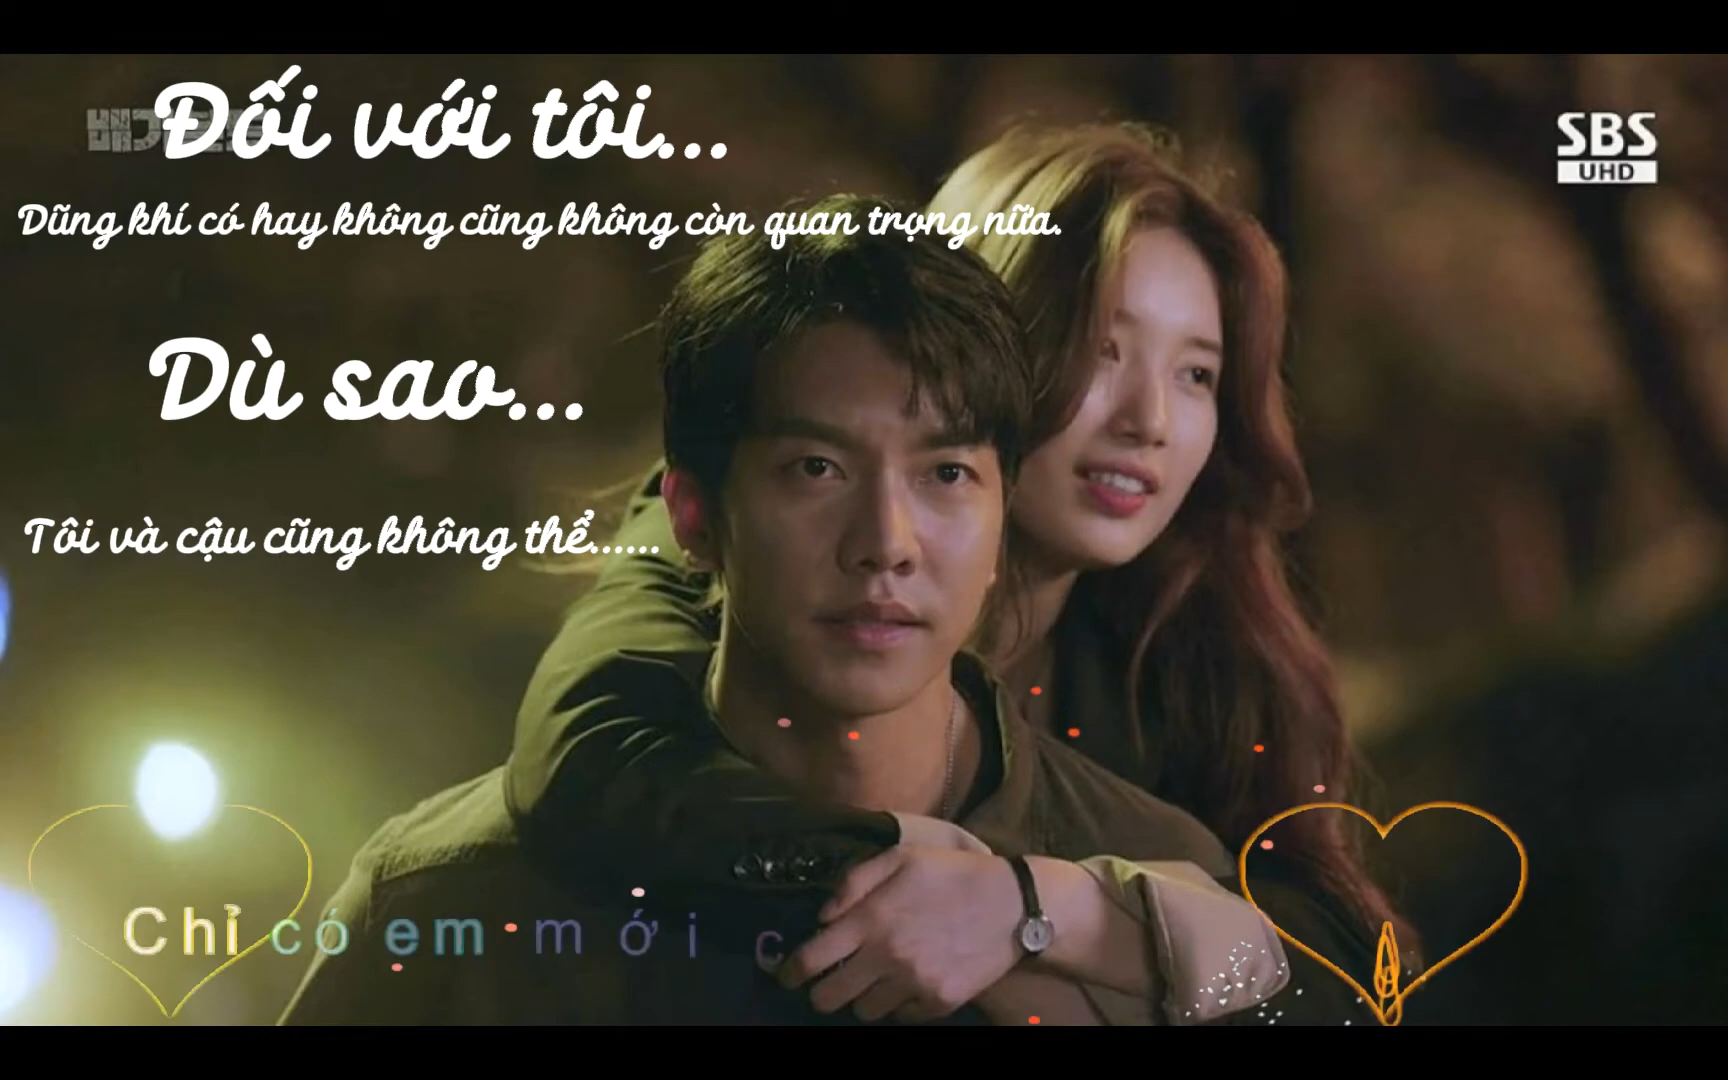 Đối với tôi...
SBS
UHD
Dũng khí có hay không cũng không còn quan trọng nữa.
Dù sao...
Tôi và cậu cũng không thể......
Chỉ có em mới c